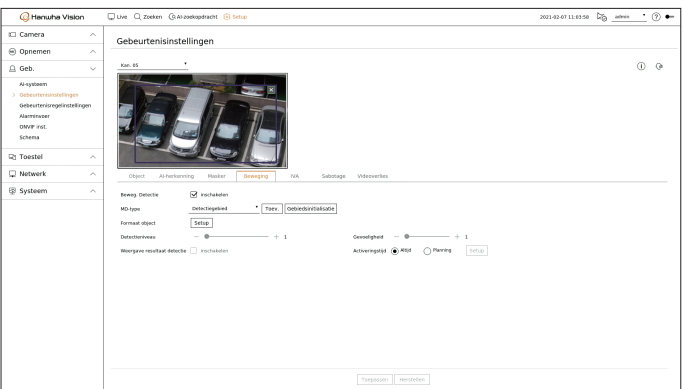 Hanwha Vision
Live Zoeken AI-zoekopdracht Setup
2021-02-07 11:03:58 admin
Camera
Opnemen
Geb.
AI-systeem
Gebeurtenisinstellingen
Gebeurtenisregelinstellingen
Alarminvoer
ONVIF inst.
Schema
Toestel
Netwerk
Systeem
Gebeurtenisinstellingen
Kan. 05
Object AI-herkenning Masker Beweging IVA Sabotage Videoverlies
Beweg. Detectie inschakelen
MD-type Detectiegebied Toev. Gebiedsinitialisatie
Formaat object Setup
Detectieniveau 1 Gevoeligheid 1
Weergave resultaat detectie inschakelen Activeringstijd Altijd Planning Setup
Toepassen Herstellen